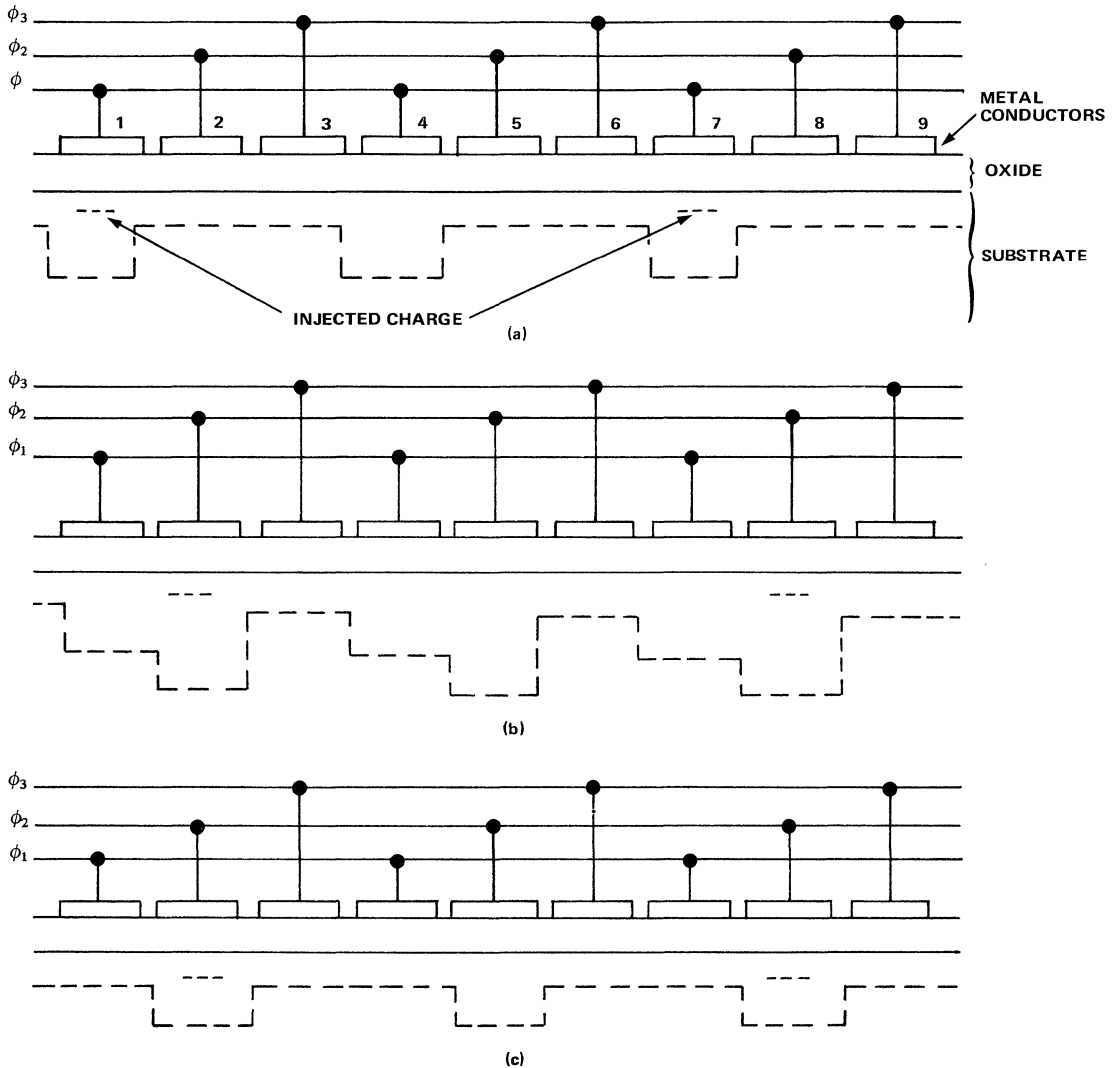 ϕ3
ϕ2
ϕ
1 2 3 4 5 6 7 8 9
METAL
CONDUCTORS
OXIDE
SUBSTRATE
INJECTED CHARGE
(a)
ϕ3
ϕ2
ϕ1
(b)
ϕ3
ϕ2
ϕ1
(c)